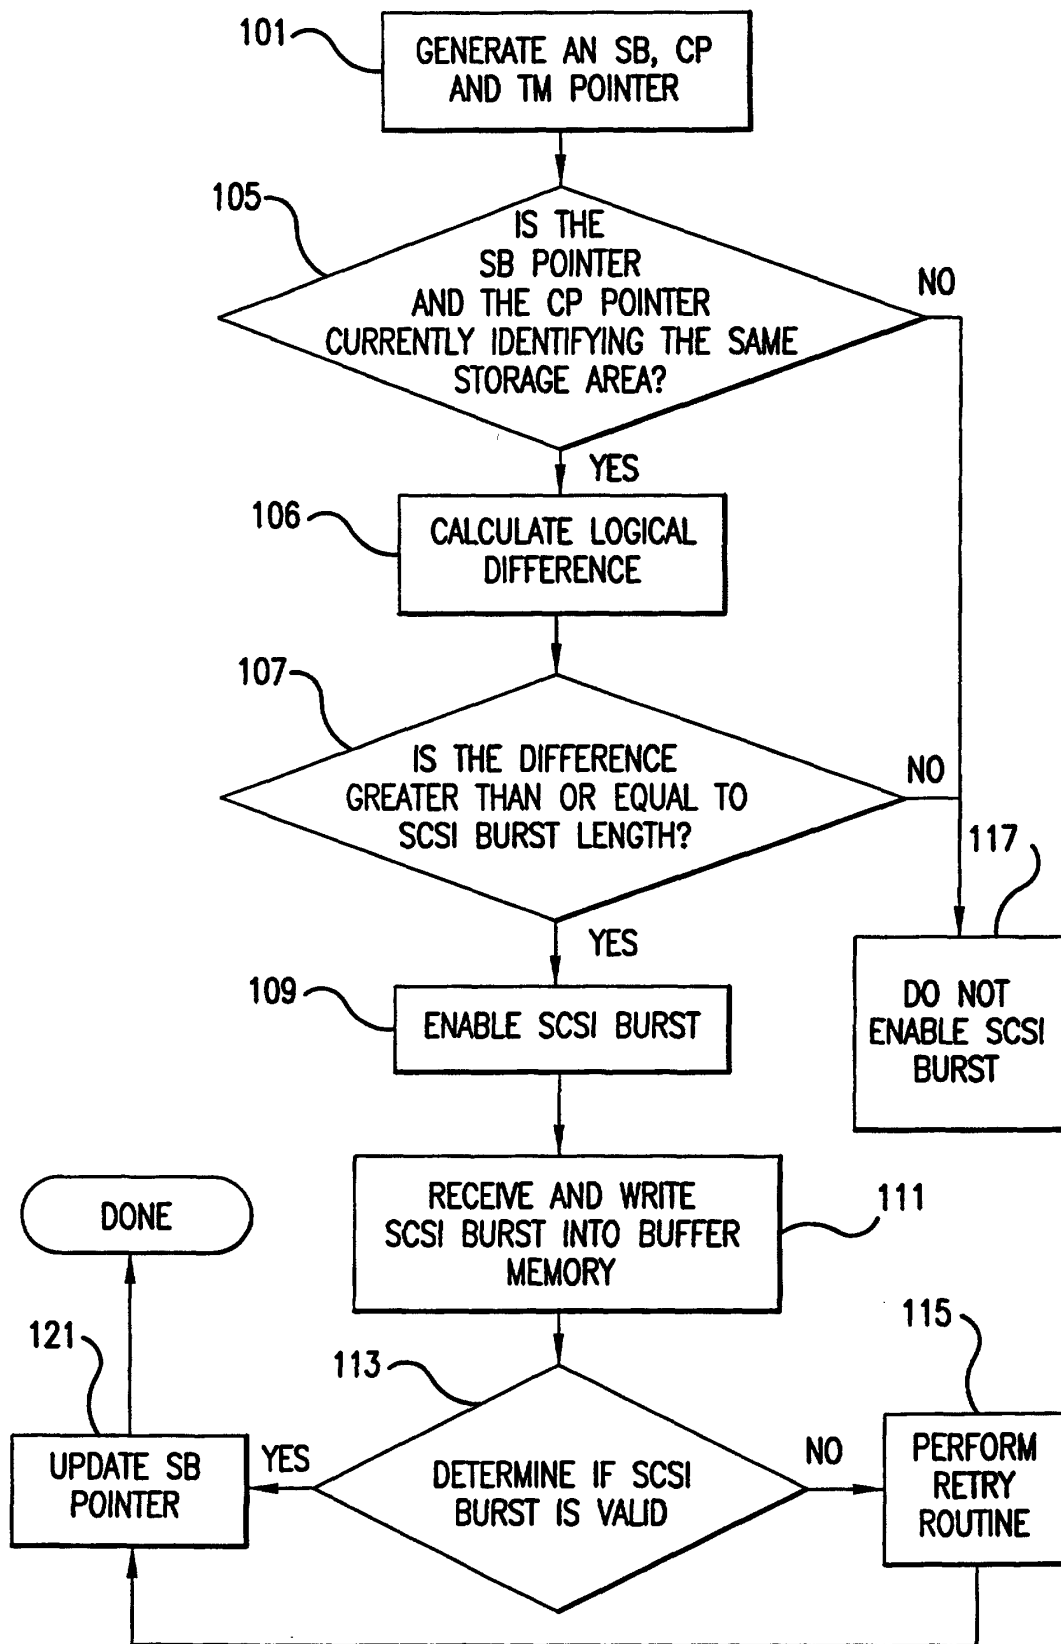 101
GENERATE AN SB, CP
AND TM POINTER
105
IS THE
SB POINTER
AND THE CP POINTER
CURRENTLY IDENTIFYING THE SAME
STORAGE AREA?
NO
YES
106
CALCULATE LOGICAL
DIFFERENCE
107
IS THE DIFFERENCE
GREATER THAN OR EQUAL TO
SCSI BURST LENGTH?
NO
YES
117
DO NOT
ENABLE SCSI
BURST
109
ENABLE SCSI BURST
RECEIVE AND WRITE
SCSI BURST INTO BUFFER
MEMORY
111
DONE
121
UPDATE SB
POINTER
YES
113
DETERMINE IF SCSI
BURST IS VALID
NO
115
PERFORM
RETRY
ROUTINE